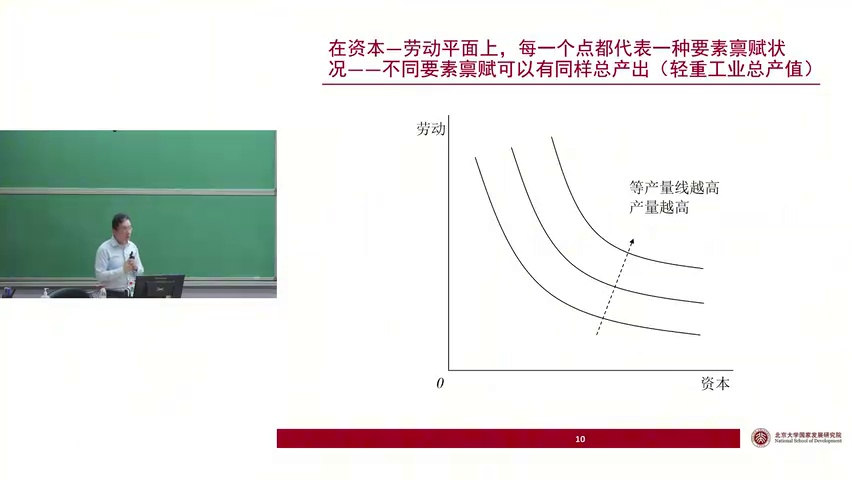 在资本—劳动平面上，每一个点都代表一种要素禀赋状
况——不同要素禀赋可以有同样总产出（轻重工业总产值）
劳动
等产量线越高
产量越高
0
资本
10
北京大学国家发展研究院
National School of Development